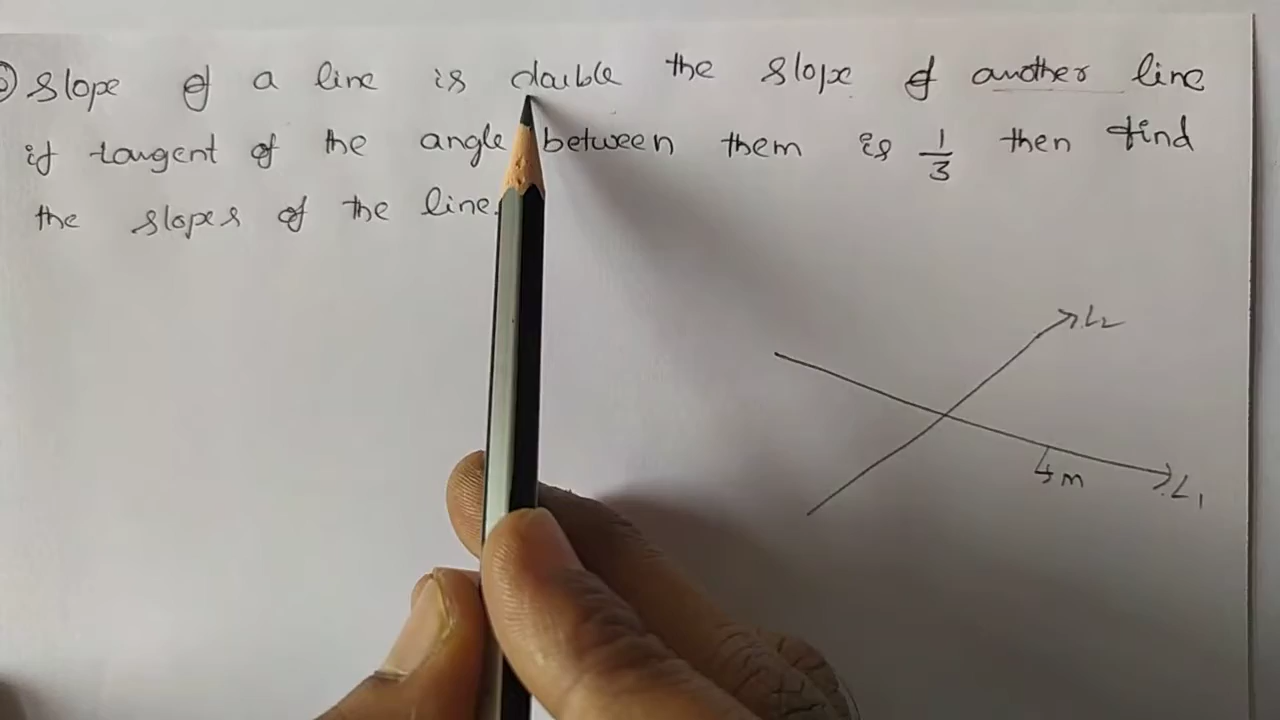 slope of a line is double the slope of another line
if tangent of the angle between them is 1/3 then find
the slopes of the line.
L2
m
L1